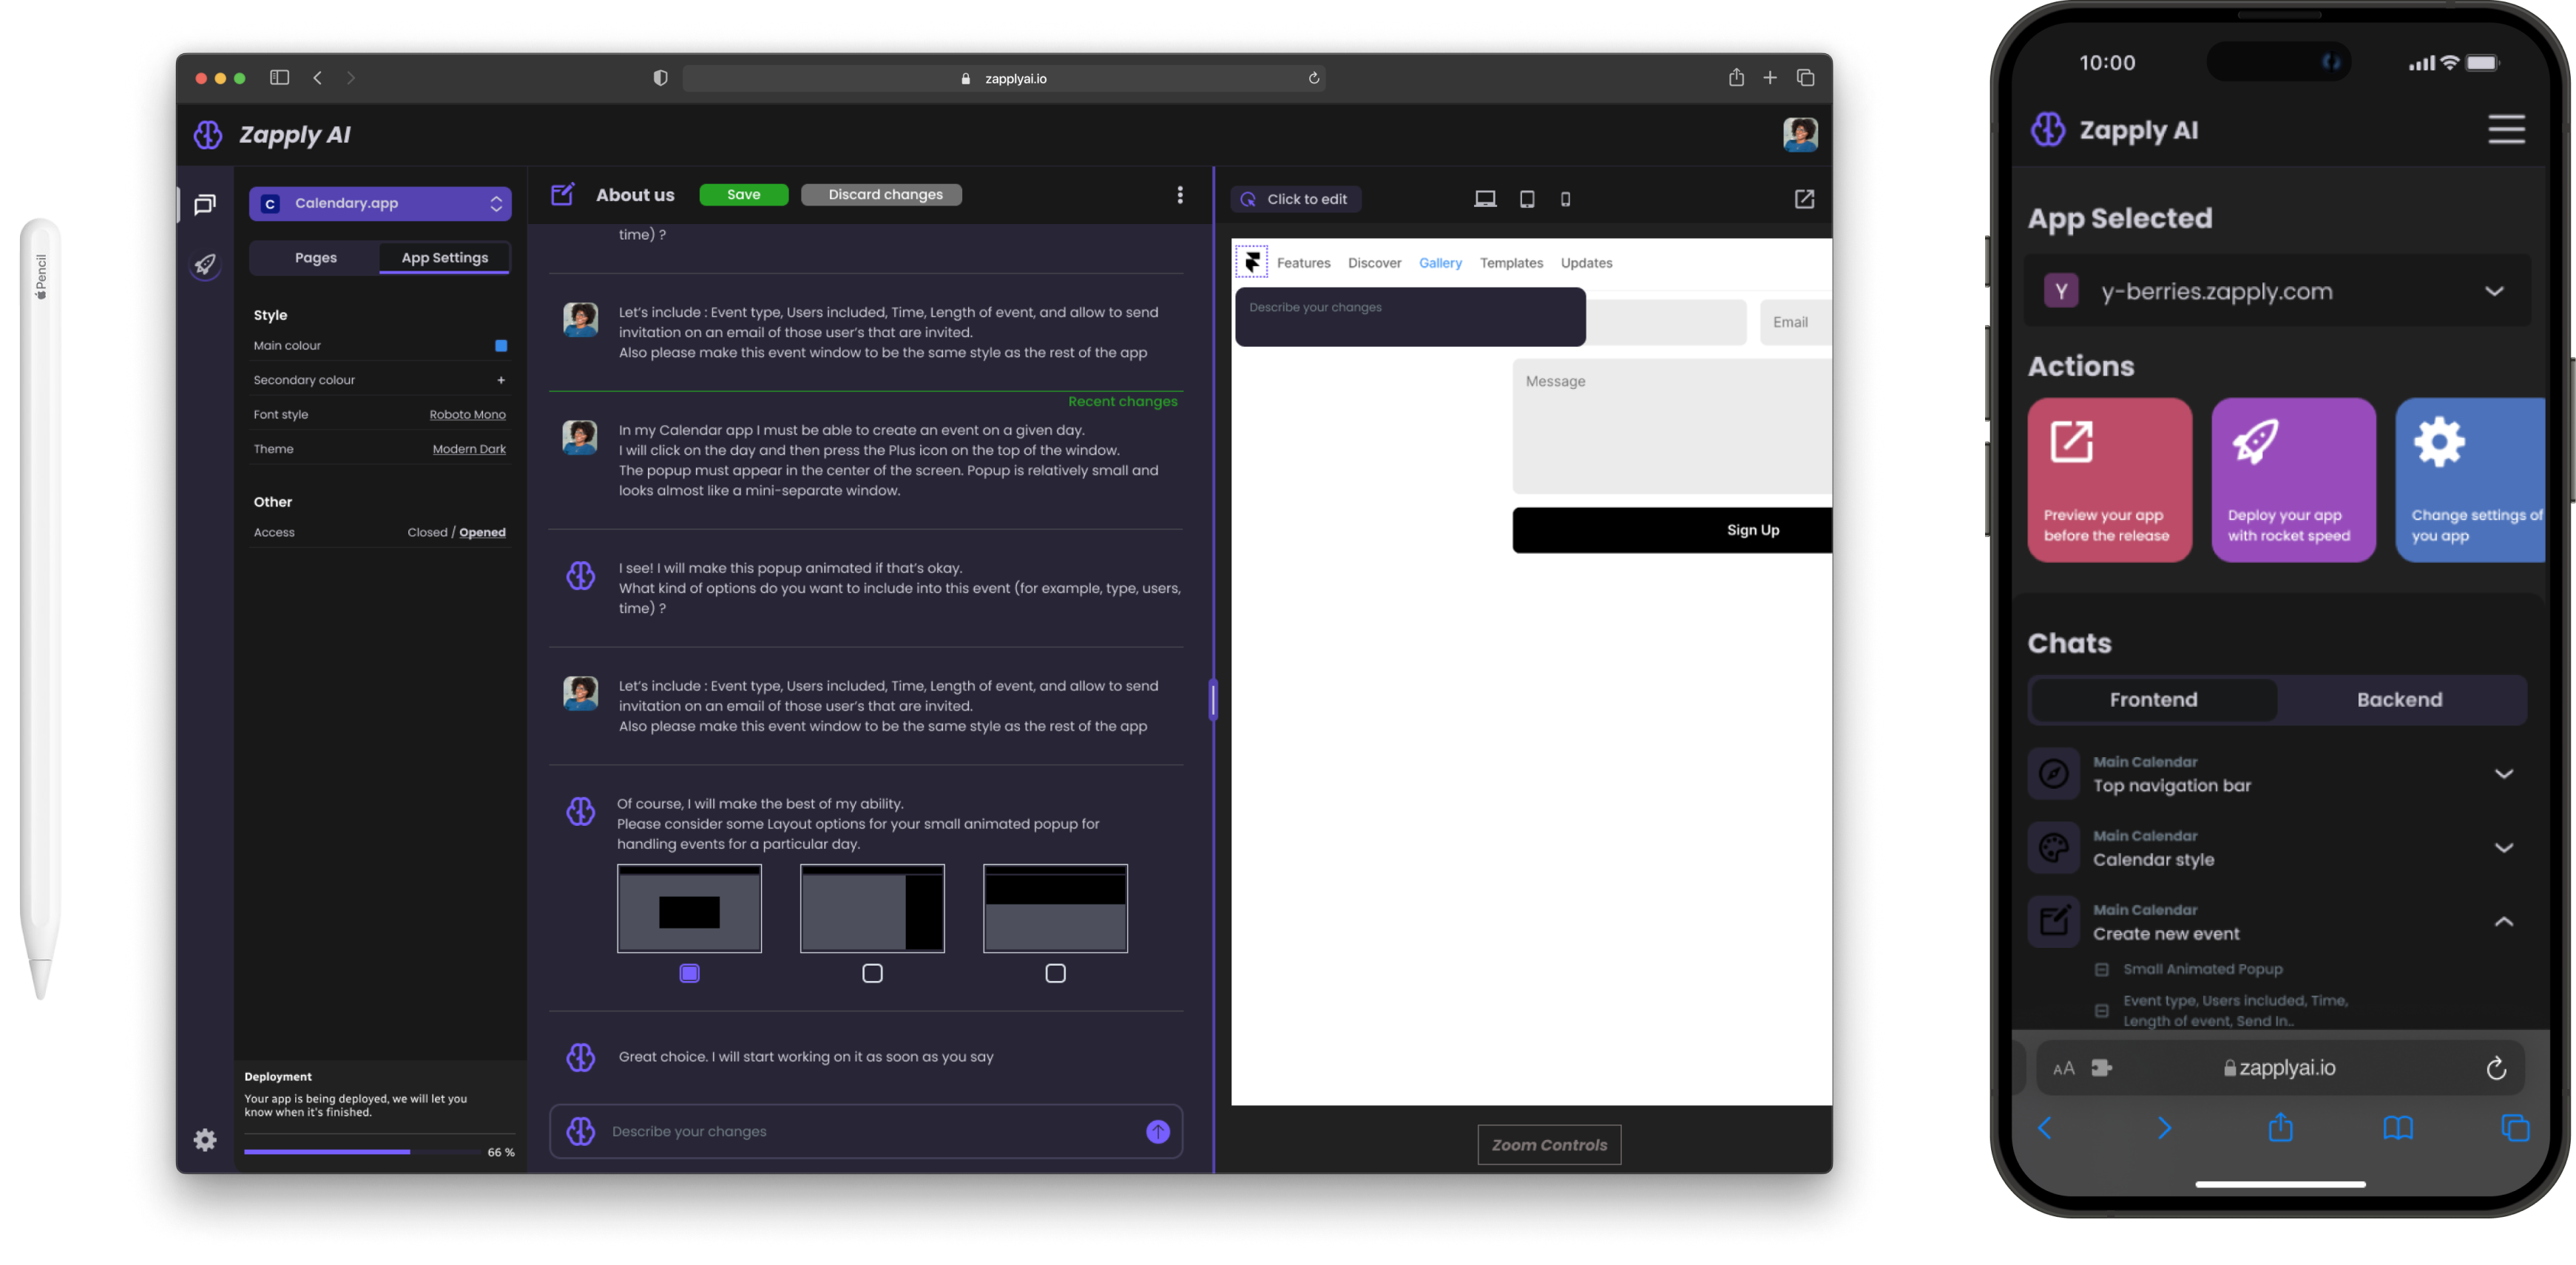 Pencil
zapplyai.io
Zapply AI
C Calendary.app
Pages App Settings
Style
Main colour
Secondary colour +
Font style Roboto Mono
Theme Modern Dark
Other
Access Closed / Opened
Deployment
Your app is being deployed, we will let you
know when it's finished.
66 %
About us Save Discard changes
time) ?
Let's include : Event type, Users included, Time, Length of event, and allow to send
invitation on an email of those user's that are invited.
Also please make this event window to be the same style as the rest of the app
Recent changes
In my Calendar app I must be able to create an event on a given day.
I will click on the day and then press the Plus icon on the top of the window.
The popup must appear in the center of the screen. Popup is relatively small and
looks almost like a mini-separate window.
I see! I will make this popup animated if that's okay.
What kind of options do you want to include into this event (for example, type, users,
time) ?
Let's include : Event type, Users included, Time, Length of event, and allow to send
invitation on an email of those user's that are invited.
Also please make this event window to be the same style as the rest of the app
Of course, I will make the best of my ability.
Please consider some Layout options for your small animated popup for
handling events for a particular day.
Great choice. I will start working on it as soon as you say
Describe your changes
Click to edit
Features Discover Gallery Templates Updates
Describe your changes
Email
Message
Sign Up
Zoom Controls
10:00
Zapply AI
App Selected
Y y-berries.zapply.com
Actions
Preview your app
before the release
Deploy your app
with rocket speed
Change settings of
you app
Chats
Frontend Backend
Main Calendar
Top navigation bar
Main Calendar
Calendar style
Main Calendar
Create new event
Small Animated Popup
Event type, Users included, Time,
Length of event, Send In..
AA zapplyai.io